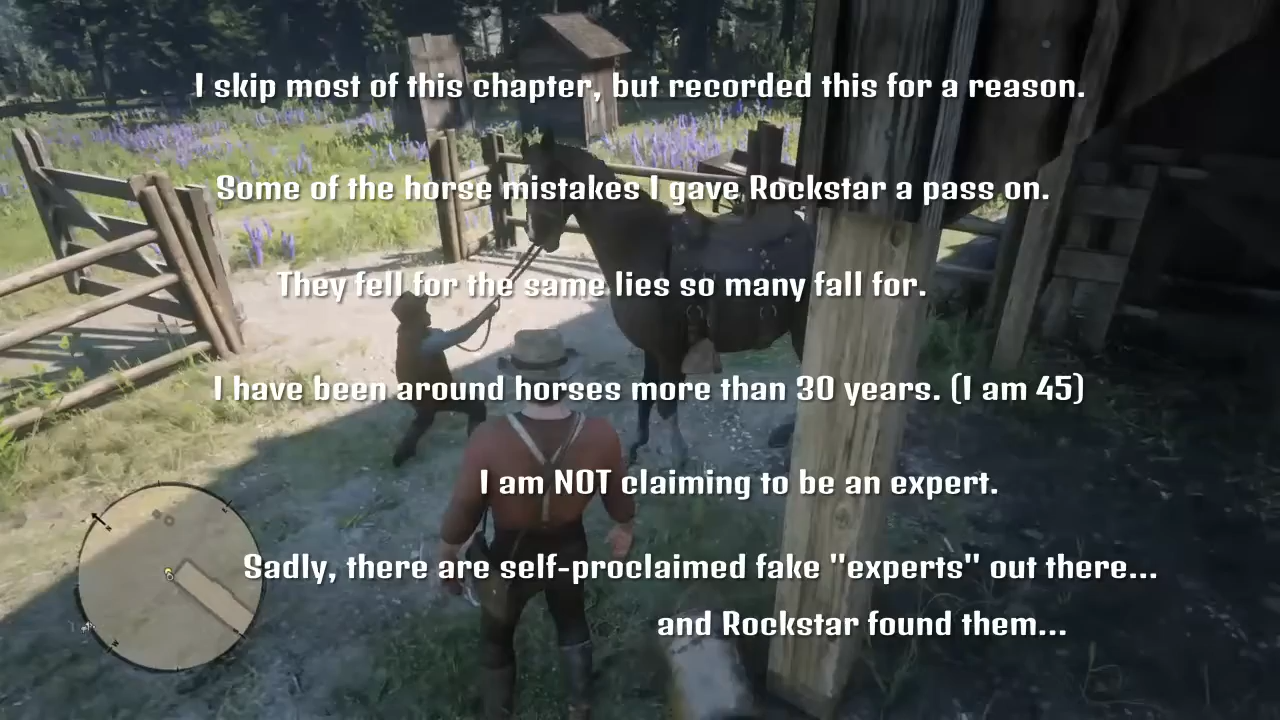 I skip most of this chapter, but recorded this for a reason.
Some of the horse mistakes I gave Rockstar a pass on.
They fell for the same lies so many fall for.
I have been around horses more than 30 years. (I am 45)
I am NOT claiming to be an expert.
Sadly, there are self-proclaimed fake "experts" out there...
and Rockstar found them...